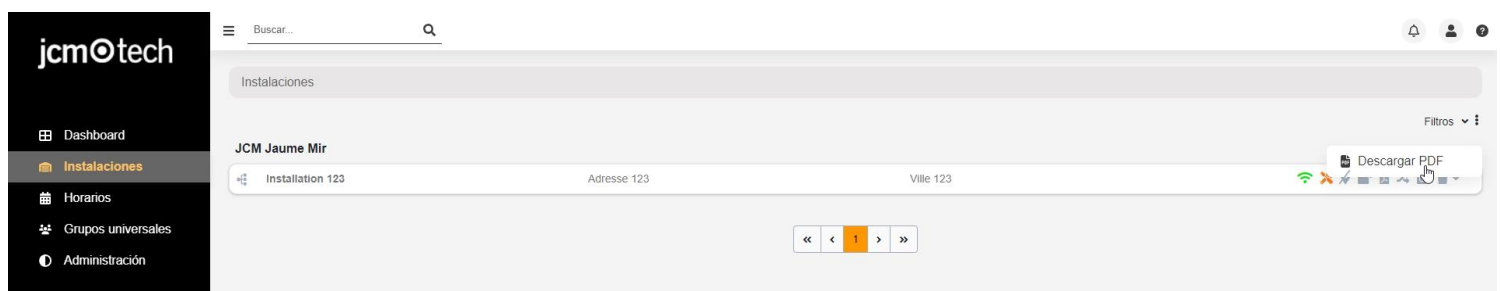 jcm tech
Buscar...
Instalaciones
Filtros
Dashboard
Instalaciones
Horarios
Grupos universales
Administración
JCM Jaume Mir
Descargar PDF
Installation 123 Adresse 123 Ville 123
« ‹ 1 › »